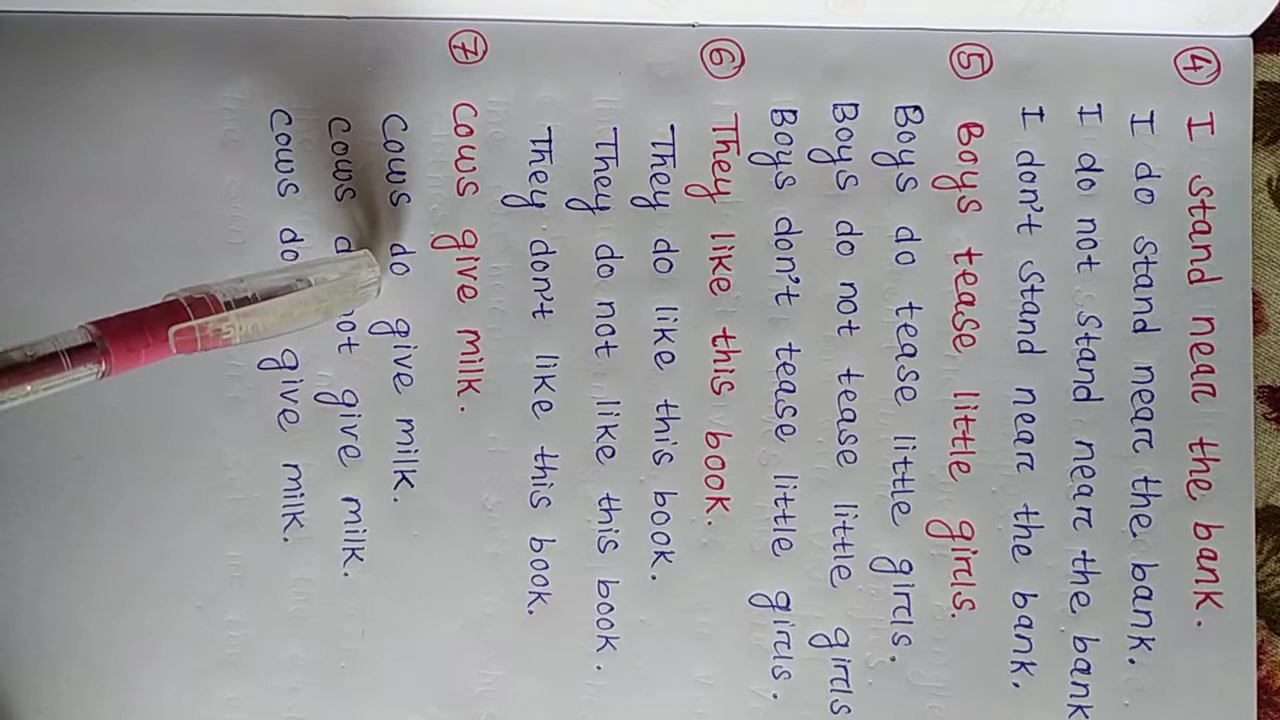 ④ I stand near the bank.
I do stand near the bank.
I do not stand near the bank
I don't stand near the bank.
⑤ Boys tease little girls.
Boys do tease little girls.
Boys do not tease little girls
Boys don't tease little girls.
⑥ They like this book.
They do like this book.
They do not like this book.
They don't like this book.
⑦ Cows give milk.
Cows do give milk.
Cows not give milk.
Cows do give milk.